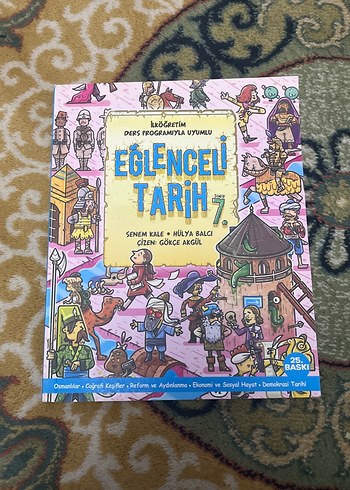 İLKÖĞRETİM
DERS PROGRAMIYLA UYUMLU
EĞLENCELİ
TARİH
7.
SENEM KALE • HÜLYA BALCI
ÇİZEN: GÖKÇE AKGÜL
25.
BASKI
Osmanlılar • Coğrafi Keşifler • Reform ve Aydınlanma • Ekonomi ve Sosyal Hayat • Demokrasi Tarihi